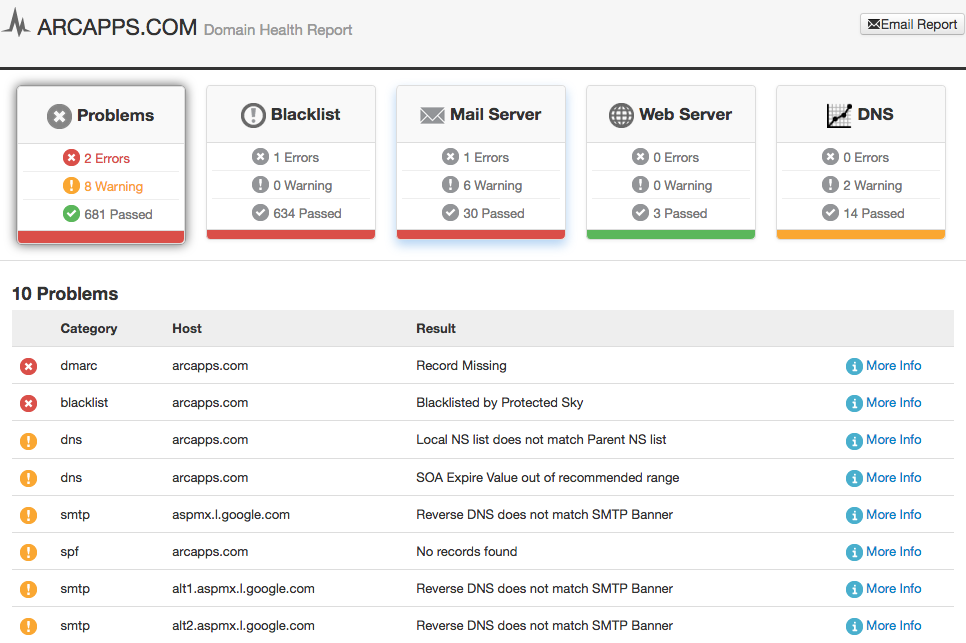 ARCAPPS.COM Domain Health Report
Email Report
Problems
2 Errors
8 Warning
681 Passed
Blacklist
1 Errors
0 Warning
634 Passed
Mail Server
1 Errors
6 Warning
30 Passed
Web Server
0 Errors
0 Warning
3 Passed
DNS
0 Errors
2 Warning
14 Passed
10 Problems
Category Host Result
dmarc arcapps.com Record Missing More Info
blacklist arcapps.com Blacklisted by Protected Sky More Info
dns arcapps.com Local NS list does not match Parent NS list More Info
dns arcapps.com SOA Expire Value out of recommended range More Info
smtp aspmx.l.google.com Reverse DNS does not match SMTP Banner More Info
spf arcapps.com No records found More Info
smtp alt1.aspmx.l.google.com Reverse DNS does not match SMTP Banner More Info
smtp alt2.aspmx.l.google.com Reverse DNS does not match SMTP Banner More Info